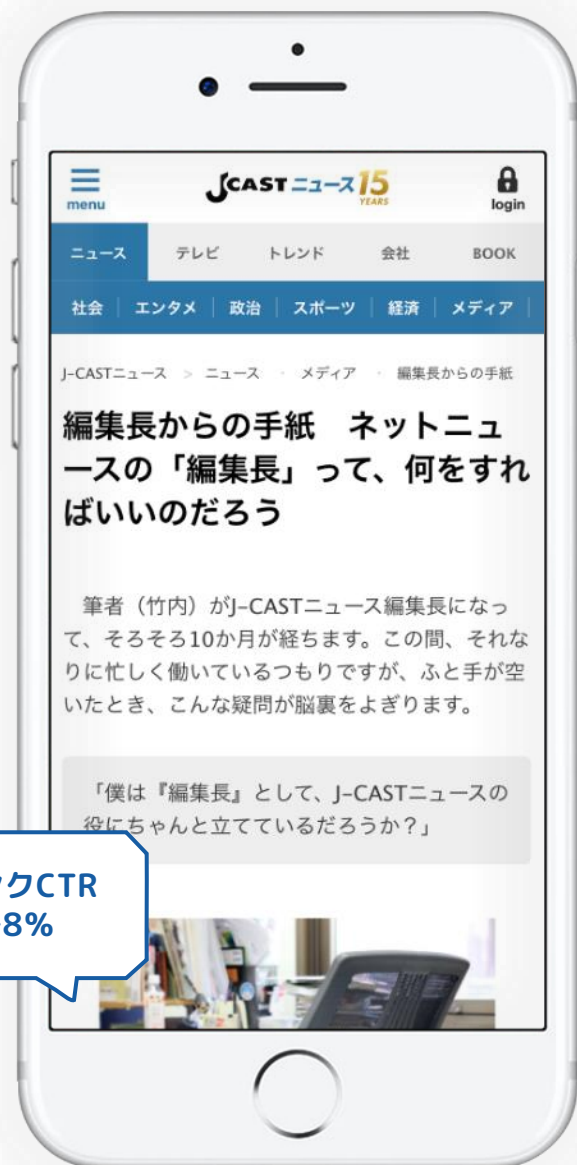 menu
J-CAST ニュース 15 YEARS
login
ニュース テレビ トレンド 会社 BOOK
社会 エンタメ 政治 スポーツ 経済 メディア
J-CASTニュース > ニュース ・ メディア ・ 編集長からの手紙
編集長からの手紙　ネットニュ
ースの「編集長」って、何をすれ
ばいいのだろう
筆者（竹内）がJ-CASTニュース編集長になっ
て、そろそろ10か月が経ちます。この間、それな
りに忙しく働いているつもりですが、ふと手が空
いたとき、こんな疑問が脳裏をよぎります。
「僕は『編集長』として、J-CASTニュースの
役にちゃんと立てているだろうか？」
クCTR
8%